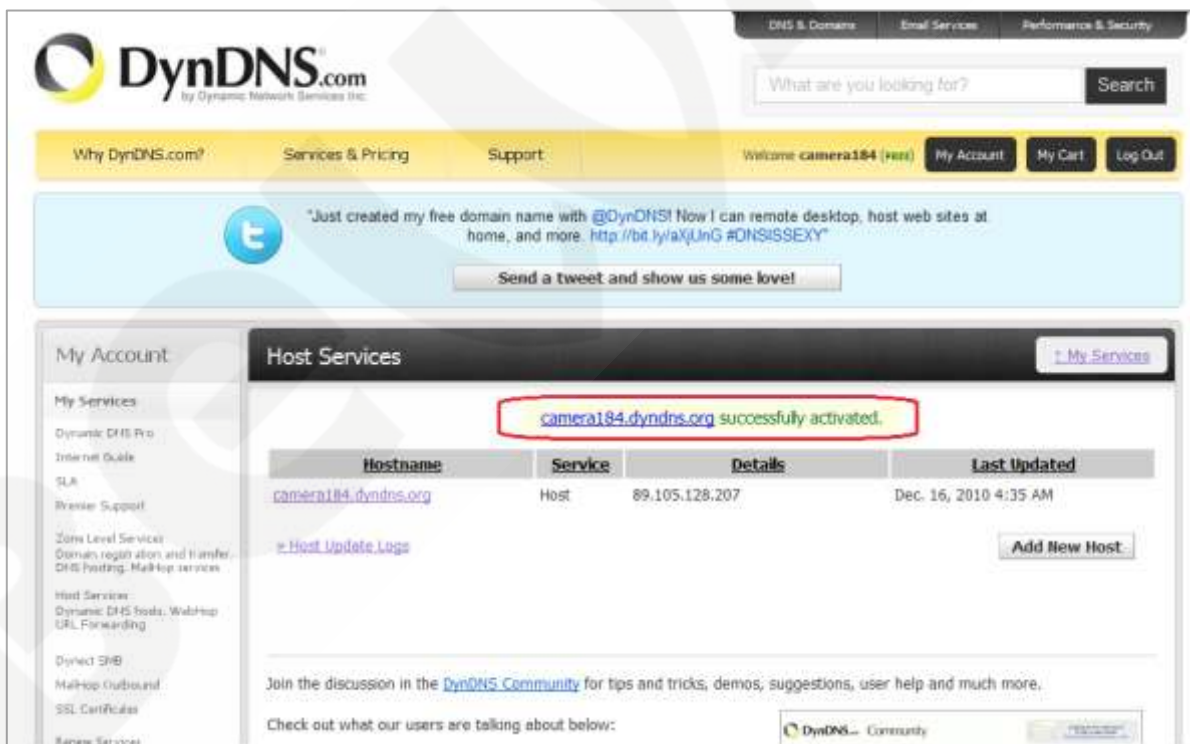 DNS & Domains Email Services Performance & Security
DynDNS.com
by Dynamic Network Services Inc.
What are you looking for? Search
Why DynDNS.com? Services & Pricing Support Welcome camera184 (FREE) My Account My Cart Log Out
"Just created my free domain name with @DynDNS! Now I can remote desktop, host web sites at
home, and more. http://bit.ly/aXjUnG #DNSISSEXY"
Send a tweet and show us some love!
My Account
Host Services
↑ My Services
My Services
camera184.dyndns.org successfully activated.
Dynamic DNS Pro
Internet Guide
SLA
Premier Support
Zone Level Services
Domain registration and transfer,
DNS hosting, MailHop services
Host Services
Dynamic DNS hosts, WebHop
URL Forwarding
Dynect SMB
MailHop Outbound
SSL Certificates
Renew Services
Hostname Service Details Last Updated
camera184.dyndns.org Host 89.105.128.207 Dec. 16, 2010 4:35 AM
» Host Update Logs
Add New Host
Join the discussion in the DynDNS Community for tips and tricks, demos, suggestions, user help and much more.
Check out what our users are talking about below:
DynDNS Community